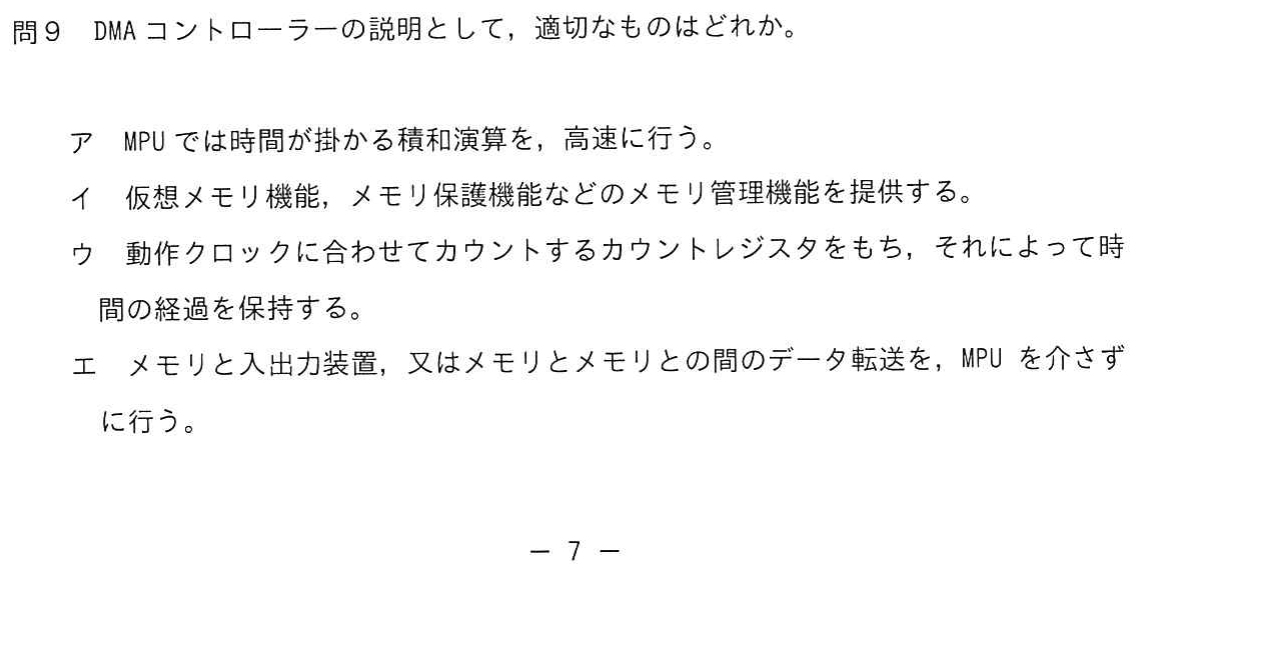 問９　DMA コントローラーの説明として，適切なものはどれか。
ア　MPU では時間が掛かる積和演算を，高速に行う。
イ　仮想メモリ機能，メモリ保護機能などのメモリ管理機能を提供する。
ウ　動作クロックに合わせてカウントするカウントレジスタをもち，それによって時
間の経過を保持する。
エ　メモリと入出力装置，又はメモリとメモリとの間のデータ転送を，MPU を介さず
に行う。
－ 7 －